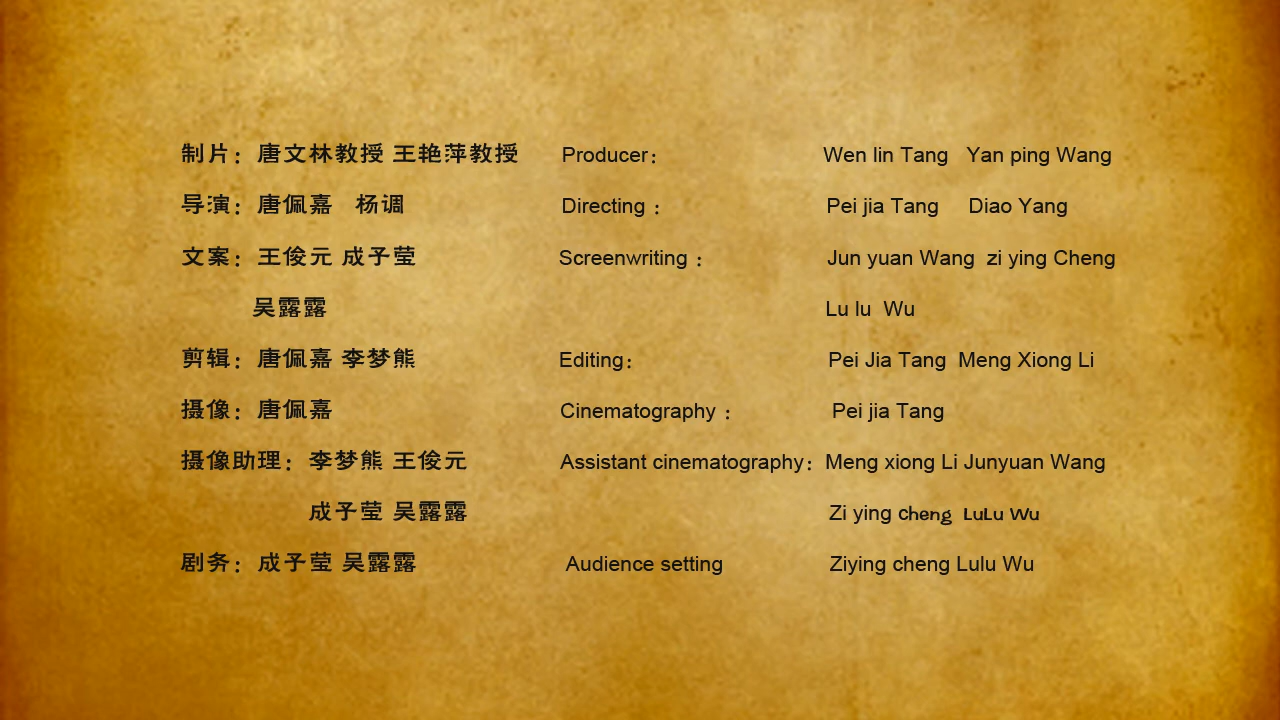 制片：唐文林教授 王艳萍教授 Producer： Wen lin Tang Yan ping Wang
导演：唐佩嘉 杨调 Directing ： Pei jia Tang Diao Yang
文案：王俊元 成子莹 Screenwriting ： Jun yuan Wang zi ying Cheng
吴露露 Lu lu Wu
剪辑：唐佩嘉 李梦熊 Editing： Pei Jia Tang Meng Xiong Li
摄像：唐佩嘉 Cinematography ： Pei jia Tang
摄像助理：李梦熊 王俊元 Assistant cinematography：Meng xiong Li Junyuan Wang
成子莹 吴露露 Zi ying cheng LuLu Wu
剧务：成子莹 吴露露 Audience setting Ziying cheng Lulu Wu